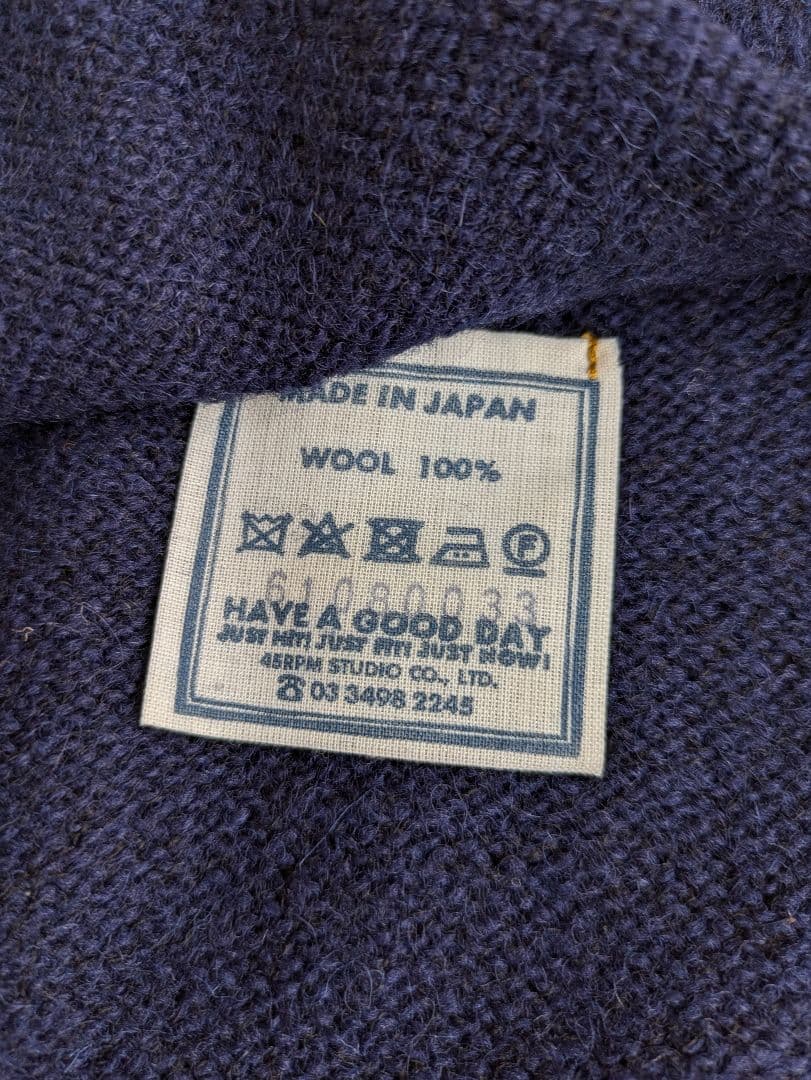 MADE IN JAPAN
WOOL 100%
F
61080033
HAVE A GOOD DAY
JUST HIT! JUST FIT! JUST NOW!
45RPM STUDIO CO., LTD.
☎ 03 3498 2245